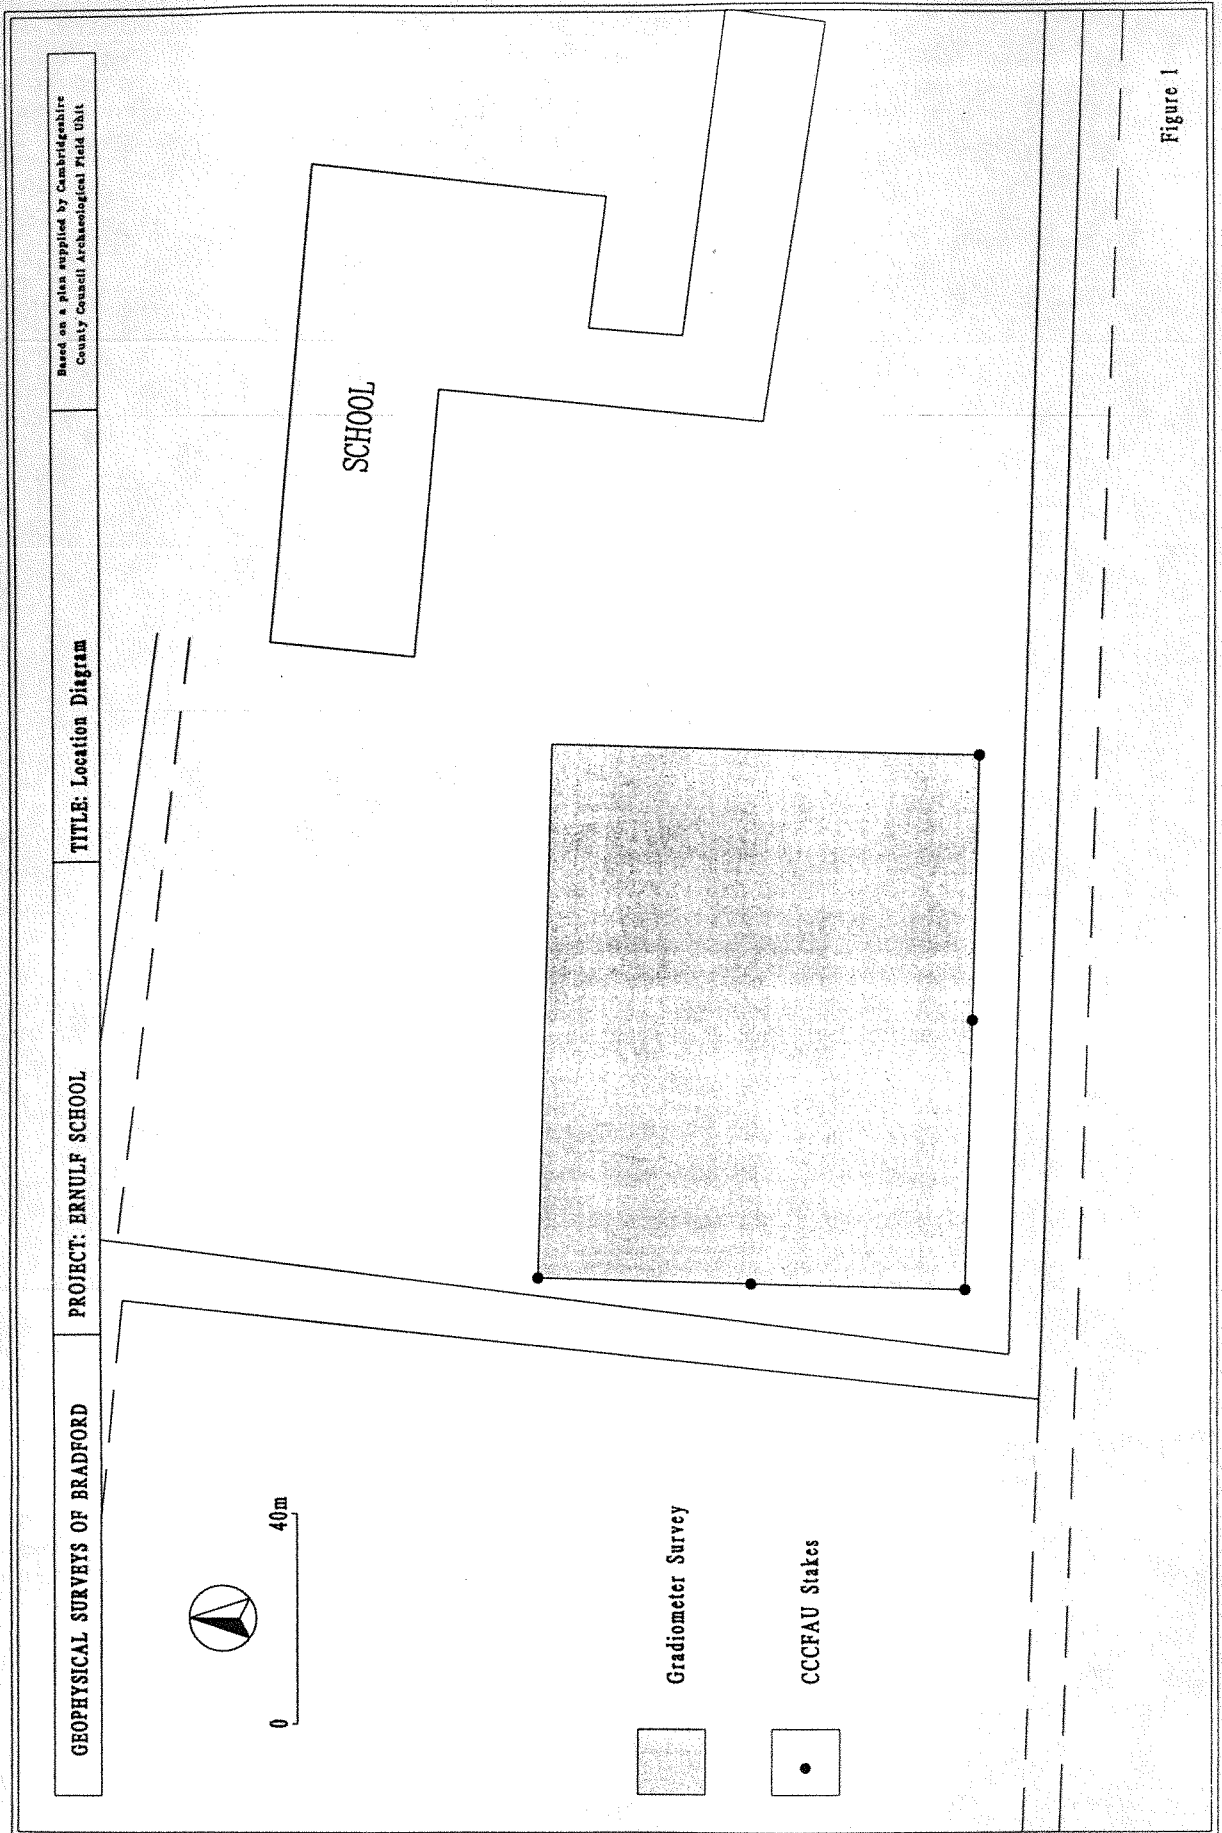 GEOPHYSICAL SURVEYS OF BRADFORD
PROJECT: ERNULF SCHOOL
TITLE: Location Diagram
Based on a plan supplied by Cambridgeshire
County Council Archaeological Field Unit
0 40m
SCHOOL
Gradiometer Survey
CCCFAU Stakes
Figure 1